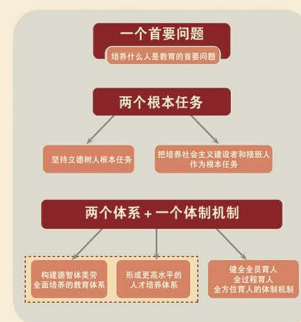 一个首要问题
培养什么人是教育的首要问题
两个根本任务
坚持立德树人根本任务
把培养社会主义建设者和接班人
作为根本任务
两个体系+一个体制机制
构建德智体美劳
全面培养的教育体系
形成更高水平的
人才培养体系
健全全员育人
全过程育人
全方位育人的体制机制